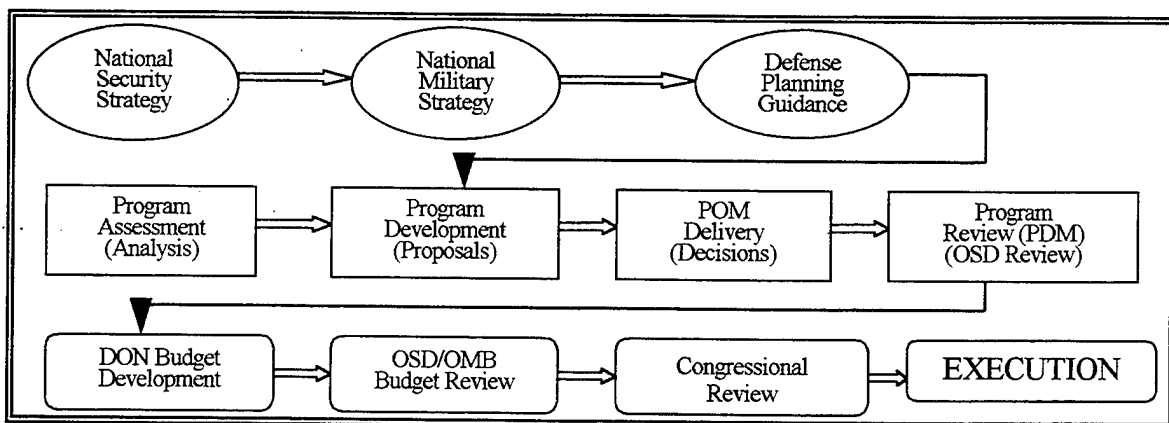 National
Security
Strategy
National
Military
Strategy
Defense
Planning
Guidance
Program
Assessment
(Analysis)
Program
Development
(Proposals)
POM
Delivery
(Decisions)
Program
Review (PDM)
(OSD Review)
DON Budget
Development
OSD/OMB
Budget Review
Congressional
Review
EXECUTION